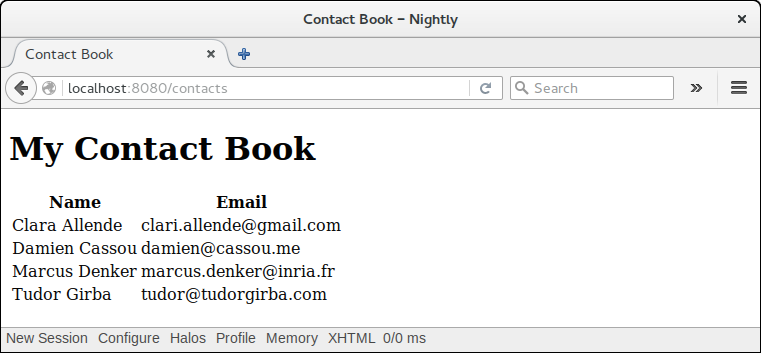 Contact Book – Nightly
Contact Book
localhost:8080/contacts
Search
My Contact Book
Name Email
Clara Allende clari.allende@gmail.com
Damien Cassou damien@cassou.me
Marcus Denker marcus.denker@inria.fr
Tudor Girba tudor@tudorgirba.com
New Session Configure Halos Profile Memory XHTML 0/0 ms